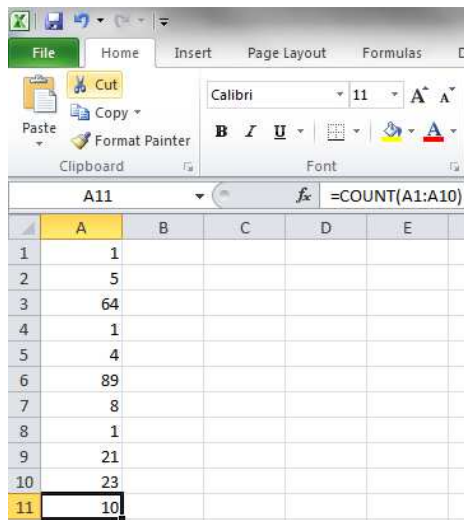 File Home Insert Page Layout Formulas
Cut
Copy
Format Painter
Paste
Clipboard
Calibri 11 A A
B I U A
Font
A11 fx =COUNT(A1:A10)
A B C D E
1 1
2 5
3 64
4 1
5 4
6 89
7 8
8 1
9 21
10 23
11 10